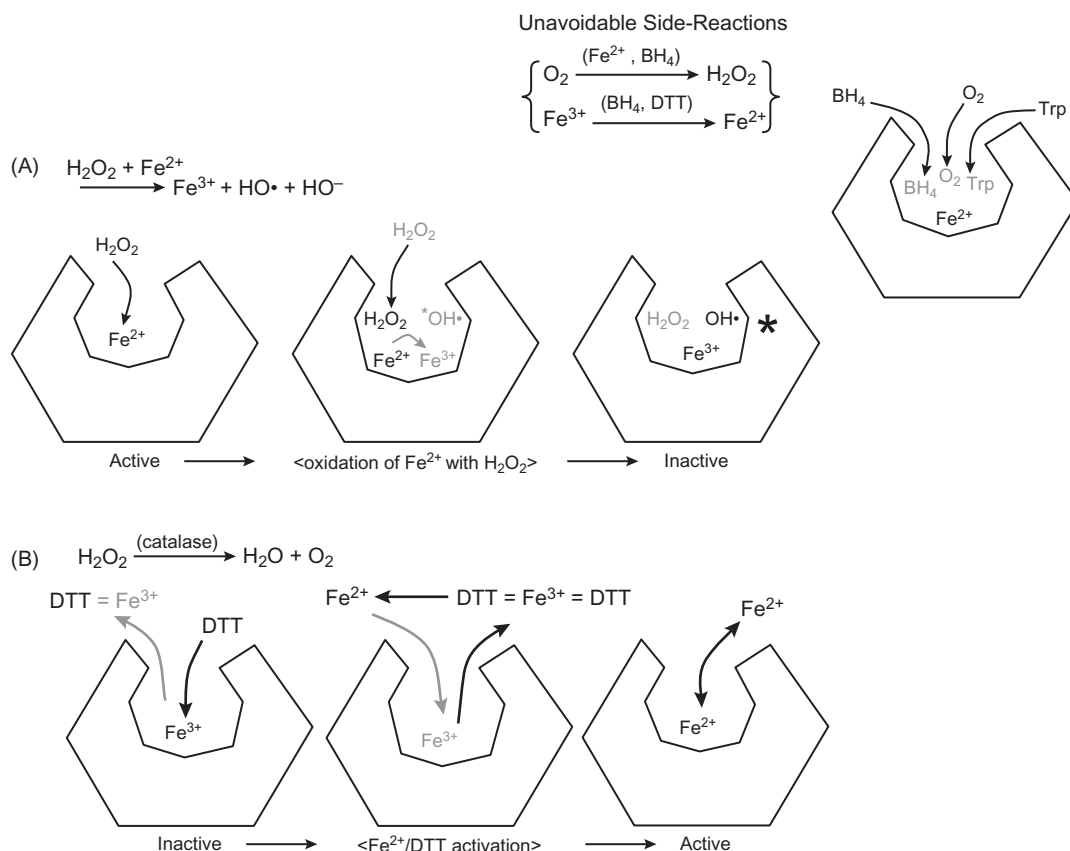 Unavoidable Side-Reactions
(Fe²⁺ , BH₄)
O₂ → H₂O₂
(BH₄, DTT)
Fe³⁺ → Fe²⁺
BH₄
O₂
Trp
BH₄ O₂ Trp
Fe²⁺
(A)
H₂O₂ + Fe²⁺
→ Fe³⁺ + HO• + HO⁻
H₂O₂
Fe²⁺
H₂O₂
H₂O₂ *OH•
Fe²⁺ Fe³⁺
H₂O₂ OH• *
Fe³⁺
Active → <oxidation of Fe²⁺ with H₂O₂> → Inactive
(B)
(catalase)
H₂O₂ → H₂O + O₂
DTT = Fe³⁺
DTT
Fe³⁺
Fe²⁺ ← DTT = Fe³⁺ = DTT
Fe³⁺
Fe²⁺
Fe²⁺
Inactive → <Fe²⁺/DTT activation> → Active